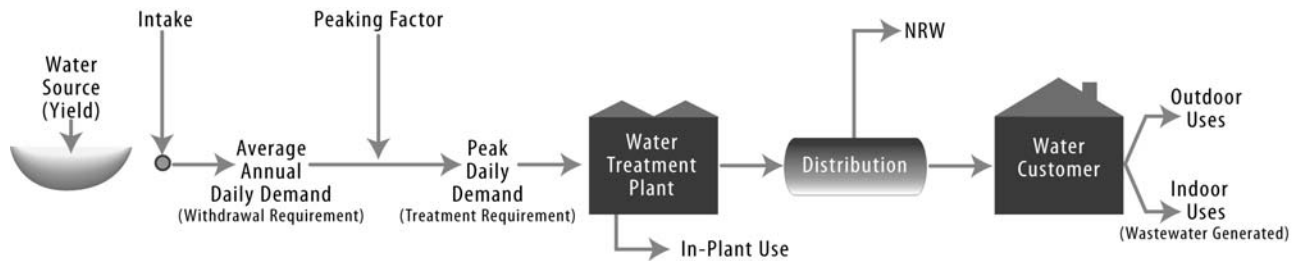 Intake
Peaking Factor
NRW
Water
Source
(Yield)
Average
Annual
Daily Demand
(Withdrawal Requirement)
Peak
Daily
Demand
(Treatment Requirement)
Water
Treatment
Plant
In-Plant Use
Distribution
Water
Customer
Outdoor
Uses
Indoor
Uses
(Wastewater Generated)